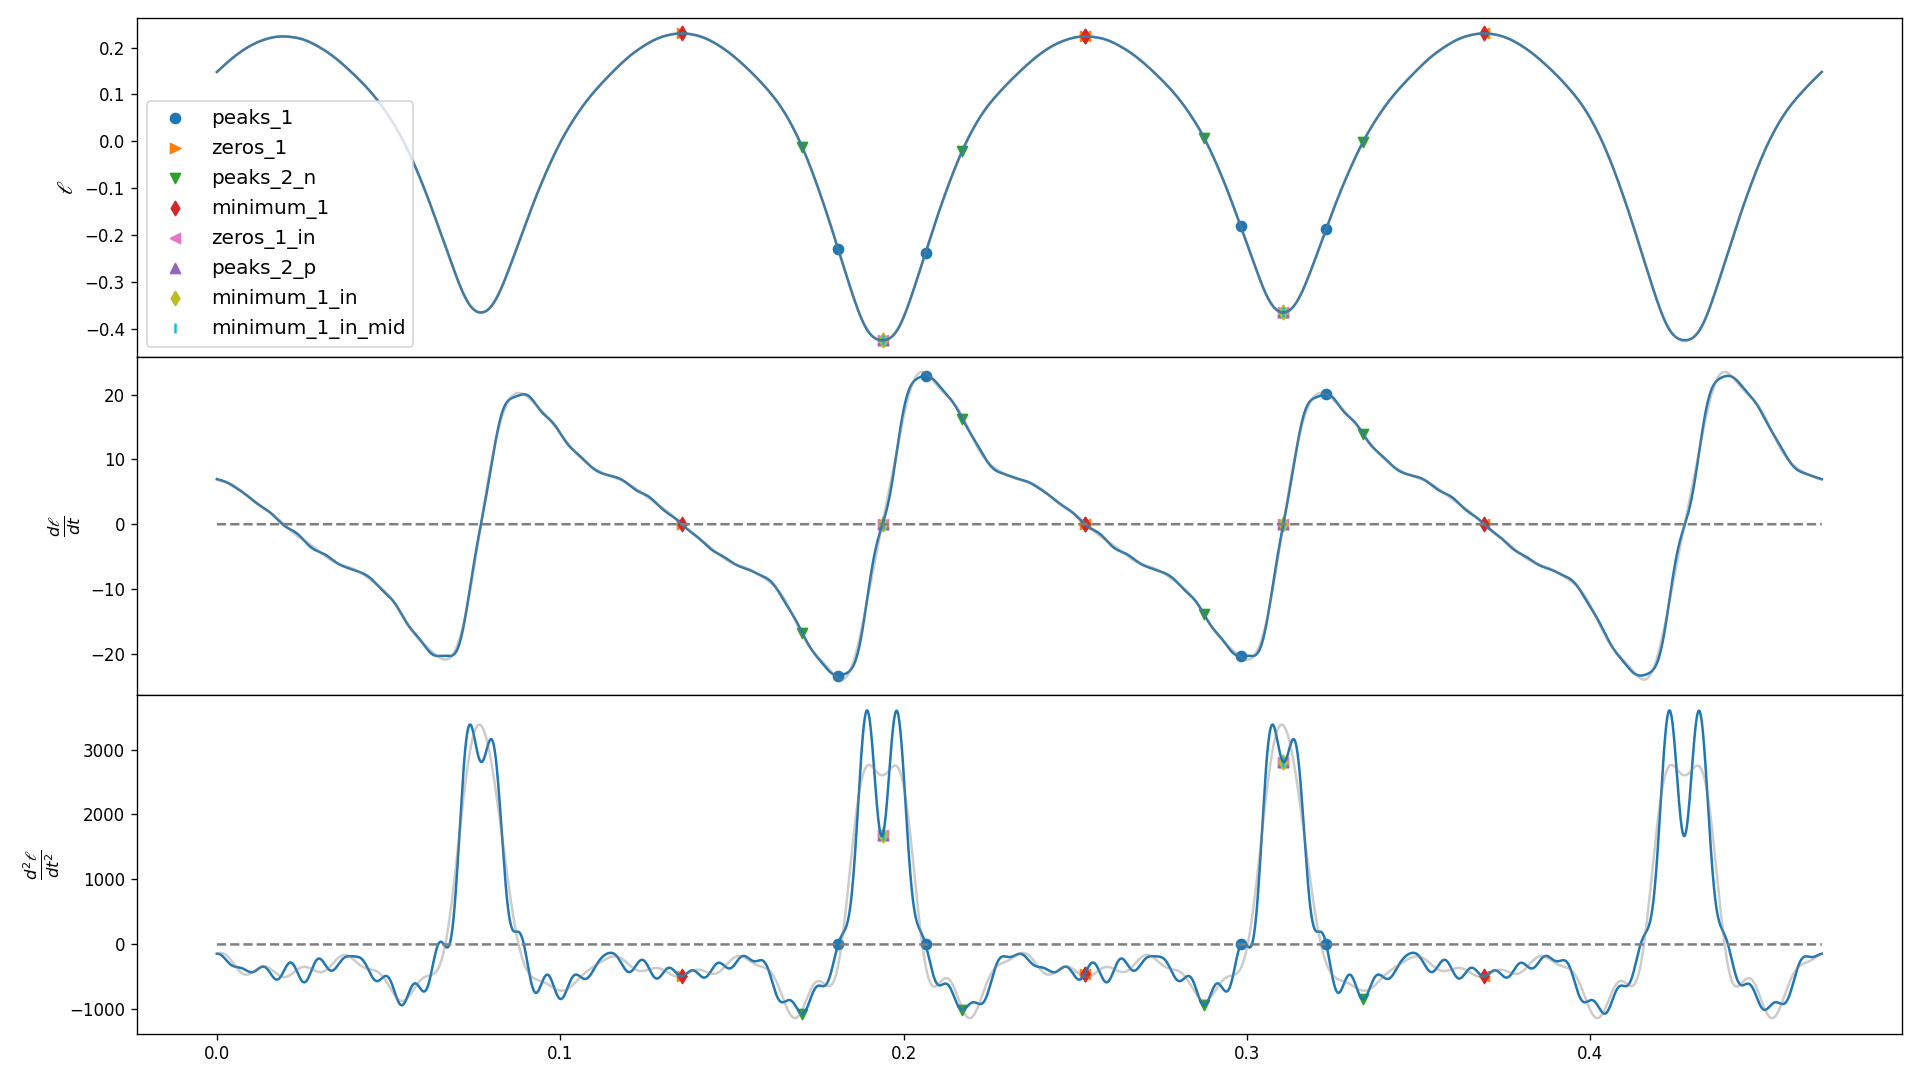 0.2
0.1
0.0
−0.1
−0.2
−0.3
−0.4
ℓ
peaks_1
zeros_1
peaks_2_n
minimum_1
zeros_1_in
peaks_2_p
minimum_1_in
minimum_1_in_mid
20
10
0
−10
−20
dℓ
dt
3000
2000
1000
0
−1000
d²ℓ
dt²
0.0 0.1 0.2 0.3 0.4